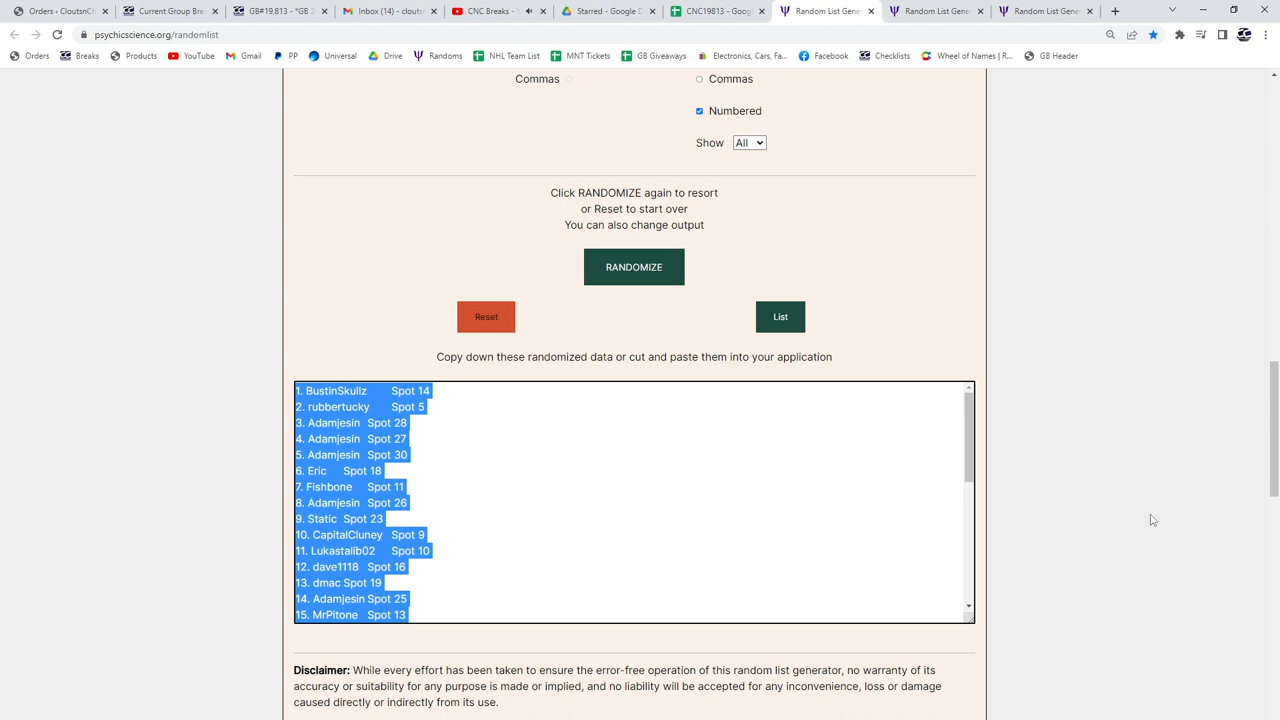 Orders ‹ CloutsnCh
Current Group Break
GB#19,813 - "GB 2
Inbox (14) - cloutsn
CNC Breaks -
Starred - Google D
CNC19813 - Goog
Random List Gene
Random List Gene
Random List Gene
psychicscience.org/randomlist
Orders
Breaks
Products
YouTube
Gmail
PP
Universal
Drive
Randoms
NHL Team List
MNT Tickets
GB Giveaways
Electronics, Cars, Fa...
Facebook
Checklists
Wheel of Names | R...
GB Header
Commas
Commas
Numbered
Show All
Click RANDOMIZE again to resort
or Reset to start over
You can also change output
RANDOMIZE
Reset
List
Copy down these randomized data or cut and paste them into your application
1. BustinSkullz Spot 14
2. rubbertucky Spot 5
3. Adamjesin Spot 28
4. Adamjesin Spot 27
5. Adamjesin Spot 30
6. Eric Spot 18
7. Fishbone Spot 11
8. Adamjesin Spot 26
9. Static Spot 23
10. CapitalCluney Spot 9
11. Lukastalib02 Spot 10
12. dave1118 Spot 16
13. dmac Spot 19
14. Adamjesin Spot 25
15. MrPitone Spot 13
Disclaimer: While every effort has been taken to ensure the error-free operation of this random list generator, no warranty of its
accuracy or suitability for any purpose is made or implied, and no liability will be accepted for any inconvenience, loss or damage
caused directly or indirectly from its use.